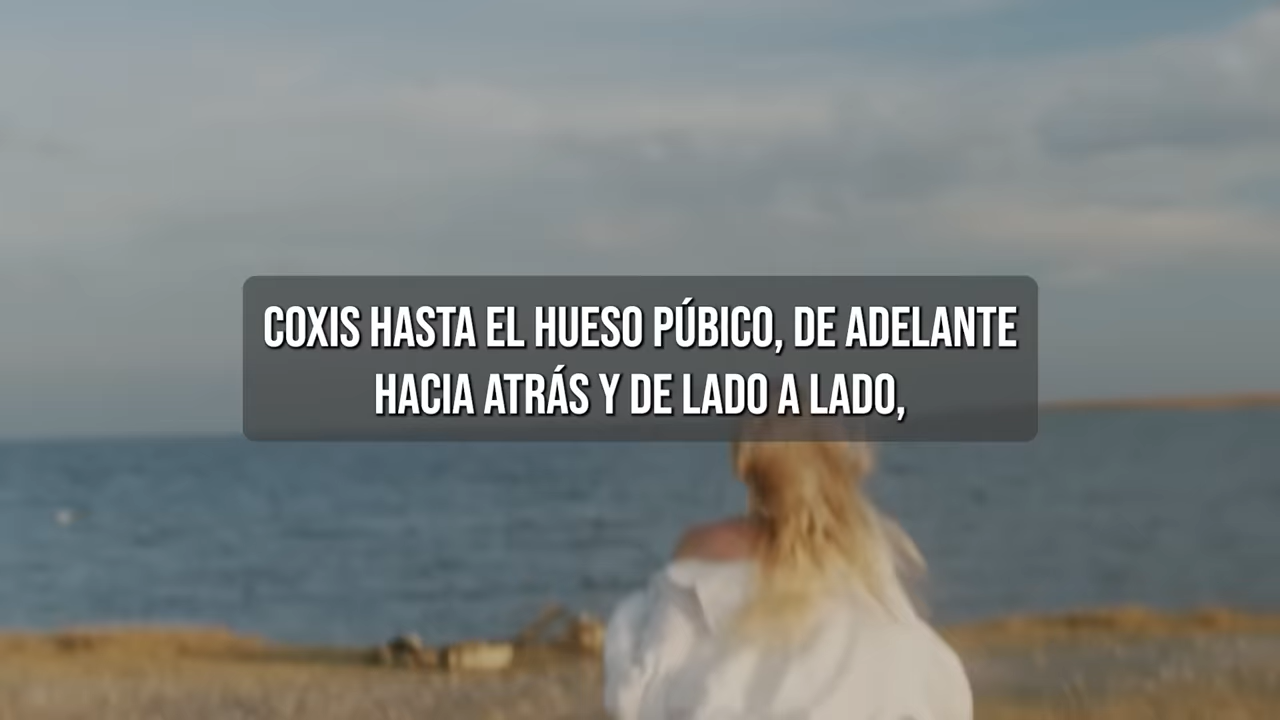 COXIS HASTA EL HUESO PÚBICO, DE ADELANTE
HACIA ATRÁS Y DE LADO A LADO,